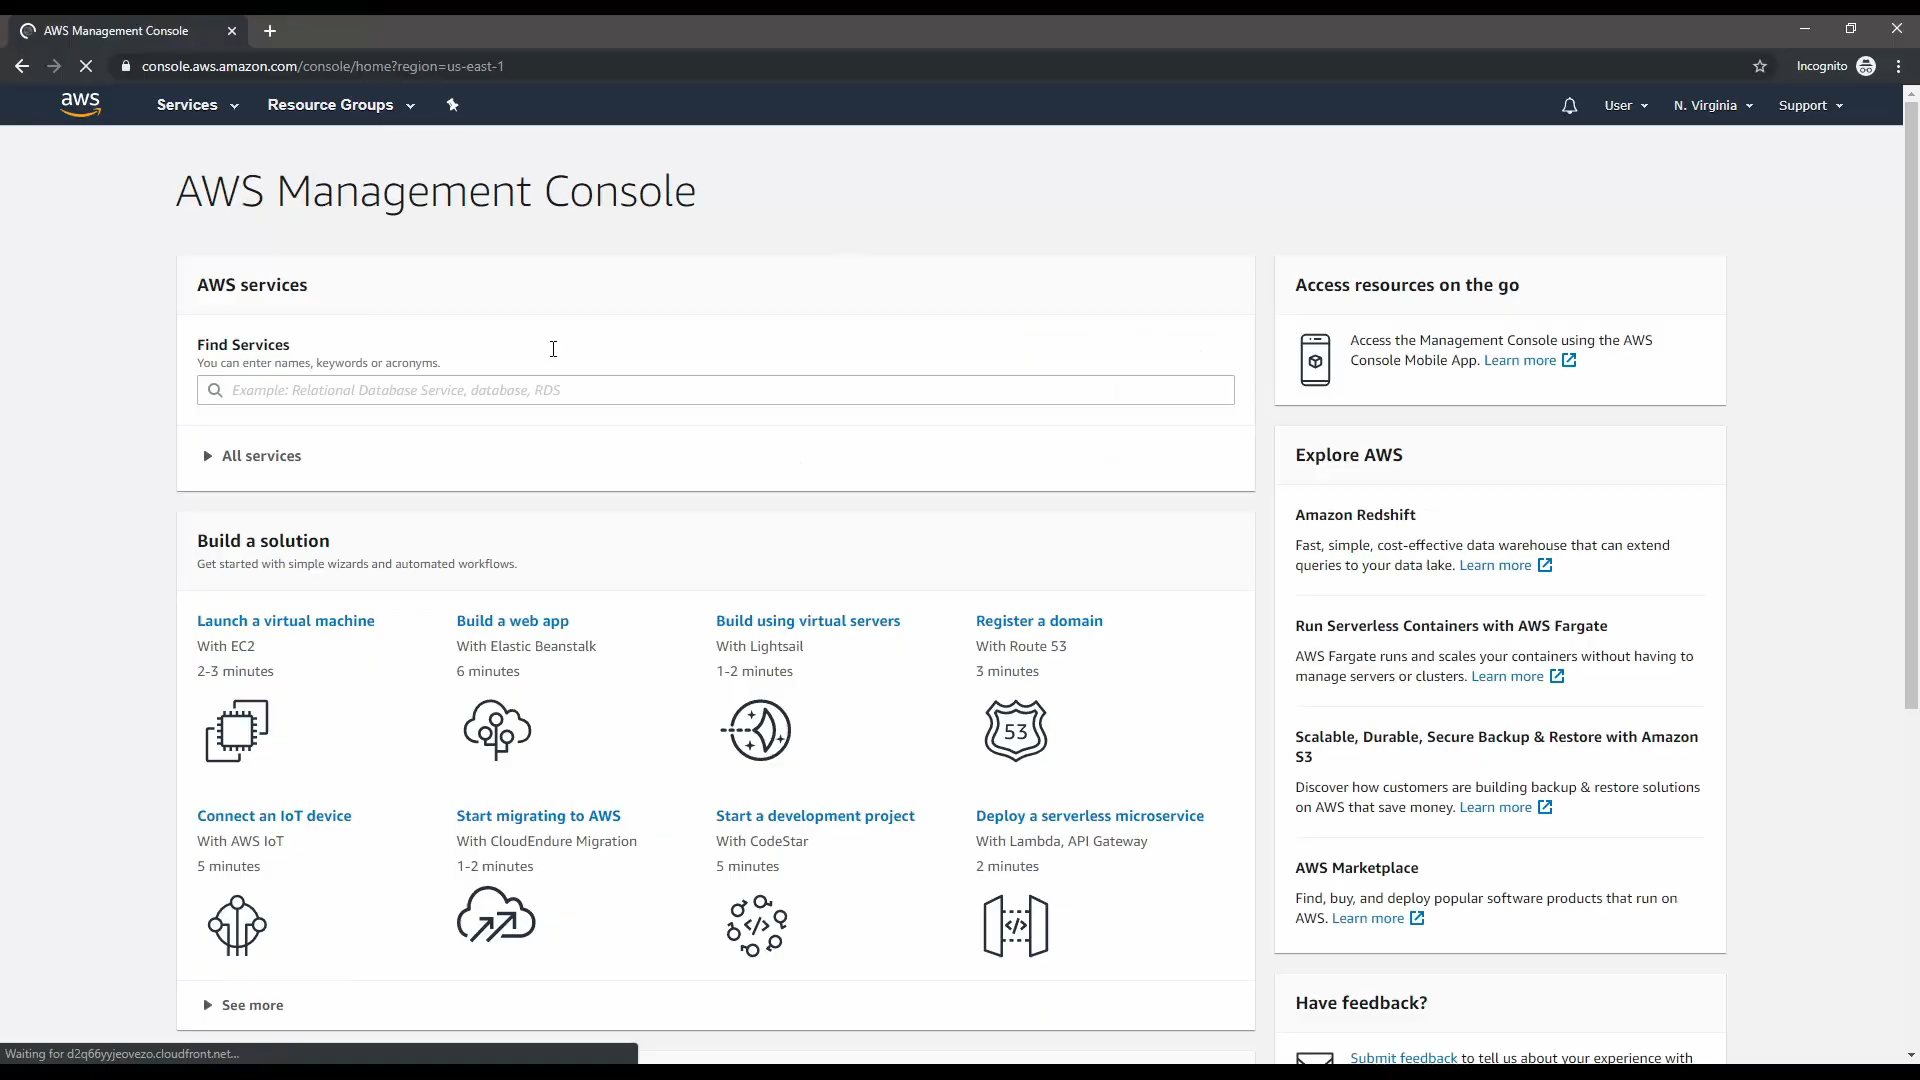 AWS Management Console
console.aws.amazon.com/console/home?region=us-east-1
Incognito
aws
Services
Resource Groups
User
N. Virginia
Support
AWS Management Console
AWS services
Find Services
You can enter names, keywords or acronyms.
Example: Relational Database Service, database, RDS
All services
Build a solution
Get started with simple wizards and automated workflows.
Launch a virtual machine
With EC2
2-3 minutes
Build a web app
With Elastic Beanstalk
6 minutes
Build using virtual servers
With Lightsail
1-2 minutes
Register a domain
With Route 53
3 minutes
53
Connect an IoT device
With AWS IoT
5 minutes
Start migrating to AWS
With CloudEndure Migration
1-2 minutes
Start a development project
With CodeStar
5 minutes
</>
Deploy a serverless microservice
With Lambda, API Gateway
2 minutes
</>
See more
Access resources on the go
Access the Management Console using the AWS
Console Mobile App. Learn more
Explore AWS
Amazon Redshift
Fast, simple, cost-effective data warehouse that can extend
queries to your data lake. Learn more
Run Serverless Containers with AWS Fargate
AWS Fargate runs and scales your containers without having to
manage servers or clusters. Learn more
Scalable, Durable, Secure Backup & Restore with Amazon
S3
Discover how customers are building backup & restore solutions
on AWS that save money. Learn more
AWS Marketplace
Find, buy, and deploy popular software products that run on
AWS. Learn more
Have feedback?
Submit feedback to tell us about your experience with
Waiting for d2q66yyjeovezo.cloudfront.net...